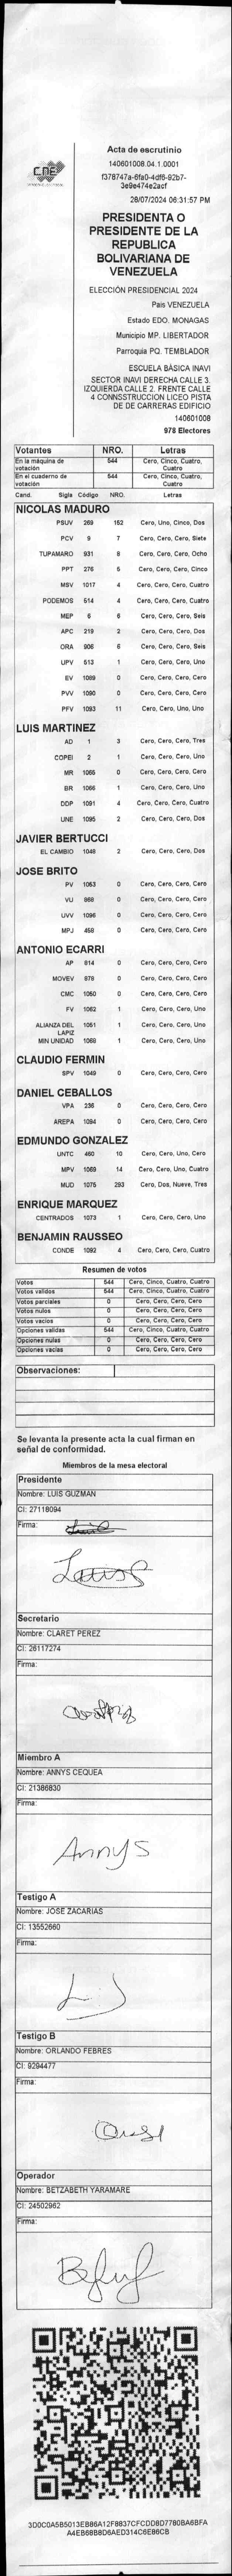 CNE
Acta de escrutinio
140601008.04.1.0001
f378747a-6fa0-4df6-92b7-
3e9e474e2acf
28/07/2024 06:31:57 PM
PRESIDENTA O
PRESIDENTE DE LA
REPUBLICA
BOLIVARIANA DE
VENEZUELA
ELECCIÓN PRESIDENCIAL 2024
Pais VENEZUELA
Estado EDO. MONAGAS
Municipio MP. LIBERTADOR
Parroquia PQ. TEMBLADOR
ESCUELA BÀSICA INAVI
SECTOR INAVI DERECHA CALLE 3.
IZQUIERDA CALLE 2. FRENTE CALLE
4 CONNSSTRUCCION LICEO PISTA
DE DE CARRERAS EDIFICIO
140601008
978 Electores
Votantes NRO. Letras
En la máquina de votación 544 Cero, Cinco, Cuatro, Cuatro
En el cuaderno de votación 544 Cero, Cinco, Cuatro, Cuatro
Cand. Sigla Código NRO. Letras
NICOLAS MADURO
PSUV 269 152 Cero, Uno, Cinco, Dos
PCV 9 7 Cero, Cero, Cero, Siete
TUPAMARO 931 8 Cero, Cero, Cero, Ocho
PPT 276 5 Cero, Cero, Cero, Cinco
MSV 1017 4 Cero, Cero, Cero, Cuatro
PODEMOS 514 4 Cero, Cero, Cero, Cuatro
MEP 6 6 Cero, Cero, Cero, Seis
APC 219 2 Cero, Cero, Cero, Dos
ORA 906 6 Cero, Cero, Cero, Seis
UPV 513 1 Cero, Cero, Cero, Uno
EV 1089 0 Cero, Cero, Cero, Cero
PVV 1090 0 Cero, Cero, Cero, Cero
PFV 1093 11 Cero, Cero, Uno, Uno
LUIS MARTINEZ
AD 1 3 Cero, Cero, Cero, Tres
COPEI 2 1 Cero, Cero, Cero, Uno
MR 1065 0 Cero, Cero, Cero, Cero
BR 1066 1 Cero, Cero, Cero, Uno
DDP 1091 4 Cero, Cero, Cero, Cuatro
UNE 1095 2 Cero, Cero, Cero, Dos
JAVIER BERTUCCI
EL CAMBIO 1048 2 Cero, Cero, Cero, Dos
JOSE BRITO
PV 1053 0 Cero, Cero, Cero, Cero
VU 868 0 Cero, Cero, Cero, Cero
UVV 1096 0 Cero, Cero, Cero, Cero
MPJ 458 0 Cero, Cero, Cero, Cero
ANTONIO ECARRI
AP 914 0 Cero, Cero, Cero, Cero
MOVEV 978 0 Cero, Cero, Cero, Cero
CMC 1050 0 Cero, Cero, Cero, Cero
FV 1062 1 Cero, Cero, Cero, Uno
ALIANZA DEL LAPIZ 1051 1 Cero, Cero, Cero, Uno
MIN UNIDAD 1068 1 Cero, Cero, Cero, Uno
CLAUDIO FERMIN
SPV 1049 0 Cero, Cero, Cero, Cero
DANIEL CEBALLOS
VPA 236 0 Cero, Cero, Cero, Cero
AREPA 1094 0 Cero, Cero, Cero, Cero
EDMUNDO GONZALEZ
UNTC 460 10 Cero, Cero, Uno, Cero
MPV 1069 14 Cero, Cero, Uno, Cuatro
MUD 1075 293 Cero, Dos, Nueve, Tres
ENRIQUE MARQUEZ
CENTRADOS 1073 1 Cero, Cero, Cero, Uno
BENJAMIN RAUSSEO
CONDE 1092 4 Cero, Cero, Cero, Cuatro
Resumen de votos
Votos 544 Cero, Cinco, Cuatro, Cuatro
Votos validos 544 Cero, Cinco, Cuatro, Cuatro
Votos parciales 0 Cero, Cero, Cero, Cero
Votos nulos 0 Cero, Cero, Cero, Cero
Votos vacios 0 Cero, Cero, Cero, Cero
Opciones validas 544 Cero, Cinco, Cuatro, Cuatro
Opciones nulas 0 Cero, Cero, Cero, Cero
Opciones vacias 0 Cero, Cero, Cero, Cero
Observaciones:
Se levanta la presente acta la cual firman en
señal de conformidad.
Miembros de la mesa electoral
Presidente
Nombre: LUIS GUZMAN
CI: 27118094
Firma:
Secretario
Nombre: CLARET PEREZ
CI: 26117274
Firma:
Miembro A
Nombre: ANNYS CEQUEA
CI: 21386830
Firma:
Annys
Testigo A
Nombre: JOSE ZACARIAS
CI: 13552660
Firma:
Testigo B
Nombre: ORLANDO FEBRES
CI: 9294477
Firma:
Operador
Nombre: BETZABETH YARAMARE
CI: 24502962
Firma:
3D0C0A5B5013EB86A12F8837CFCDD8D7780BA6BFA
A4EB68B8D6AED314C6E86CB